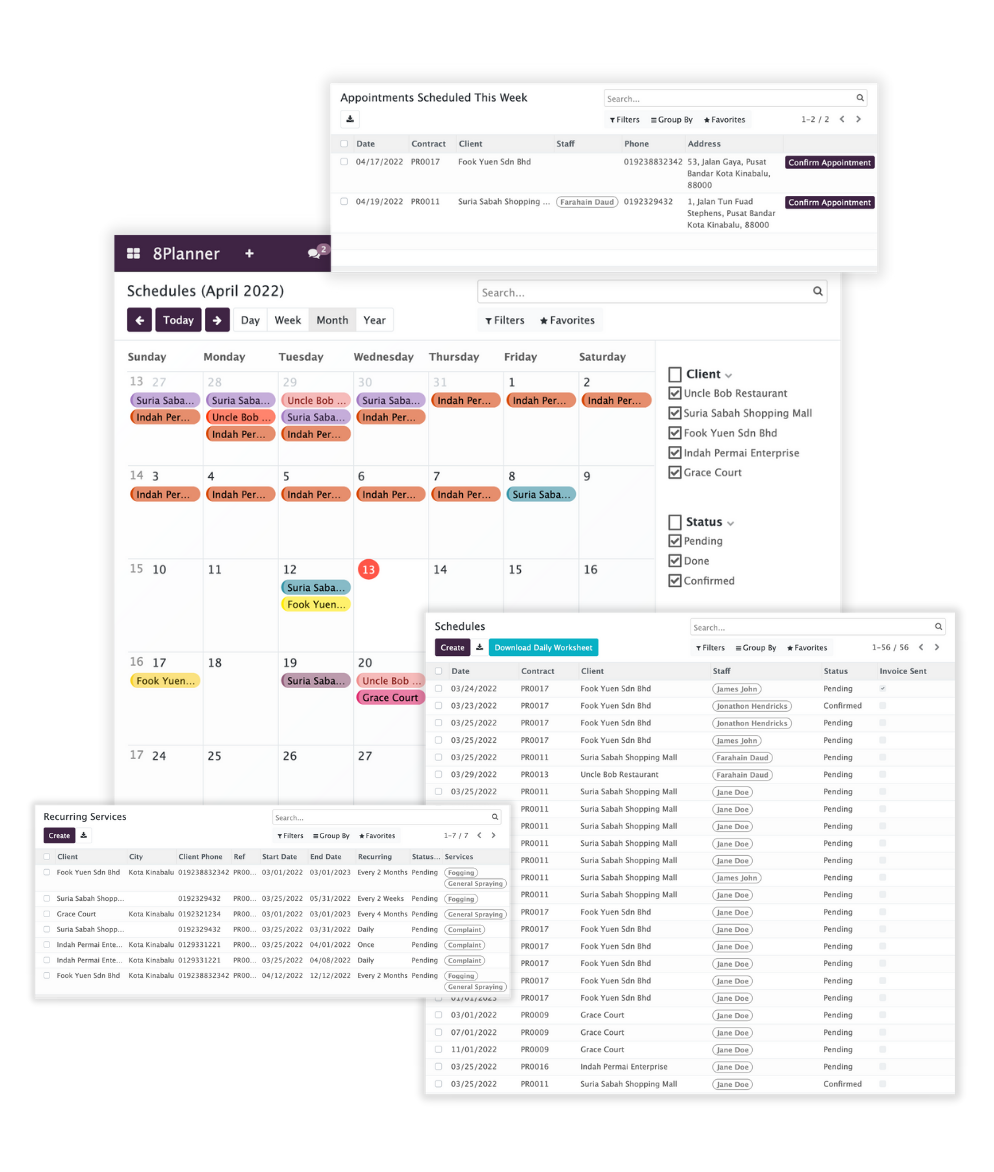 Appointments Scheduled This Week
Search...
Filters Group By Favorites 1-2 / 2
Date Contract Client Staff Phone Address
04/17/2022 PR0017 Fook Yuen Sdn Bhd 019238832342 53, Jalan Gaya, Pusat Bandar Kota Kinabalu, 88000 Confirm Appointment
04/19/2022 PR0011 Suria Sabah Shopping ... Farahain Daud 0192329432 1, Jalan Tun Fuad Stephens, Pusat Bandar Kota Kinabalu, 88000 Confirm Appointment
8Planner + 2
Schedules (April 2022)
Search...
Today Day Week Month Year
Filters Favorites
Sunday Monday Tuesday Wednesday Thursday Friday Saturday
13 27 28 29 30 31 1 2
Suria Saba... Suria Saba... Uncle Bob ... Suria Saba... Indah Per... Indah Per... Indah Per...
Indah Per... Uncle Bob ... Suria Saba... Indah Per...
Indah Per... Indah Per...
14 3 4 5 6 7 8 9
Indah Per... Indah Per... Indah Per... Indah Per... Indah Per... Suria Saba...
15 10 11 12 13 14 15 16
Suria Saba...
Fook Yuen...
16 17 18 19 20
Fook Yuen... Suria Saba... Uncle Bob ...
Grace Court
17 24 25 26 27
Client
Uncle Bob Restaurant
Suria Sabah Shopping Mall
Fook Yuen Sdn Bhd
Indah Permai Enterprise
Grace Court
Status
Pending
Done
Confirmed
Schedules
Search...
Create Download Daily Worksheet Filters Group By Favorites 1-56 / 56
Date Contract Client Staff Status Invoice Sent
03/24/2022 PR0017 Fook Yuen Sdn Bhd James John Pending
03/23/2022 PR0017 Fook Yuen Sdn Bhd Jonathon Hendricks Confirmed
03/25/2022 PR0017 Fook Yuen Sdn Bhd Jonathon Hendricks Pending
03/25/2022 PR0017 Fook Yuen Sdn Bhd James John Pending
03/25/2022 PR0011 Suria Sabah Shopping Mall Farahain Daud Pending
03/29/2022 PR0013 Uncle Bob Restaurant Farahain Daud Pending
03/25/2022 PR0011 Suria Sabah Shopping Mall Jane Doe Pending
PR0011 Suria Sabah Shopping Mall Jane Doe Pending
PR0011 Suria Sabah Shopping Mall Jane Doe Pending
PR0011 Suria Sabah Shopping Mall Jane Doe Pending
PR0011 Suria Sabah Shopping Mall Jane Doe Pending
PR0011 Suria Sabah Shopping Mall James John Pending
PR0011 Suria Sabah Shopping Mall Jane Doe Pending
PR0017 Fook Yuen Sdn Bhd Jane Doe Pending
PR0017 Fook Yuen Sdn Bhd Jane Doe Pending
PR0017 Fook Yuen Sdn Bhd Jane Doe Pending
PR0017 Fook Yuen Sdn Bhd Jane Doe Pending
PR0017 Fook Yuen Sdn Bhd Jane Doe Pending
01/01/2023 PR0017 Fook Yuen Sdn Bhd Jane Doe Pending
03/01/2022 PR0009 Grace Court Jane Doe Pending
07/01/2022 PR0009 Grace Court Jane Doe Pending
11/01/2022 PR0009 Grace Court Jane Doe Pending
03/25/2022 PR0016 Indah Permai Enterprise Jane Doe Pending
03/25/2022 PR0011 Suria Sabah Shopping Mall Jane Doe Confirmed
Recurring Services
Search...
Create Filters Group By Favorites 1-7 / 7
Client City Client Phone Ref Start Date End Date Recurring Status... Services
Fook Yuen Sdn Bhd Kota Kinabalu 019238832342 PR00... 03/01/2022 03/01/2023 Every 2 Months Pending Fogging
General Spraying
Suria Sabah Shopp... 0192329432 PR00... 03/25/2022 05/31/2022 Every 2 Weeks Pending Fogging
Grace Court Kota Kinabalu 0192321234 PR00... 03/01/2022 03/01/2023 Every 4 Months Pending General Spraying
Suria Sabah Shopp... 0192329432 PR00... 03/25/2022 03/31/2022 Daily Pending Complaint
Indah Permai Ente... Kota Kinabalu 0129331221 PR00... 03/25/2022 04/01/2022 Once Pending Complaint
Indah Permai Ente... Kota Kinabalu 0129331221 PR00... 03/25/2022 04/08/2022 Daily Pending Complaint
Fook Yuen Sdn Bhd Kota Kinabalu 019238832342 PR00... 04/12/2022 12/12/2022 Every 2 Months Pending Fogging
General Spraying